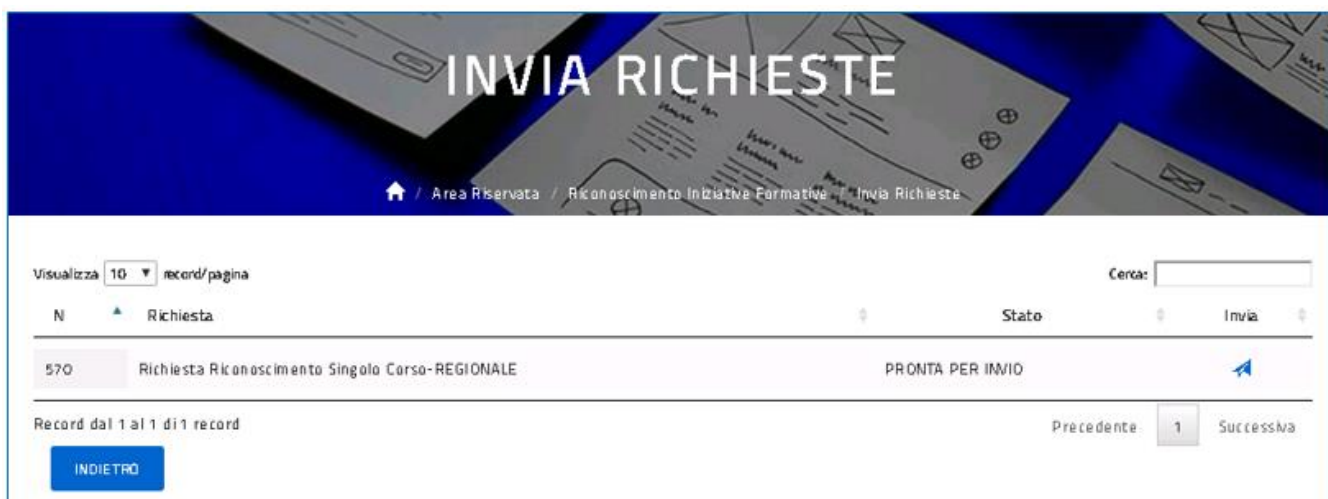 INVIA RICHIESTE
/ Area Riservata / Riconoscimento Iniziative Formative / Invia Richieste
Visualizza 10 record/pagina Cerca:
N Richiesta Stato Invia
570 Richiesta Riconoscimento Singolo Corso-REGIONALE PRONTA PER INVIO
Record dal 1 al 1 di 1 record Precedente 1 Successiva
INDIETRO